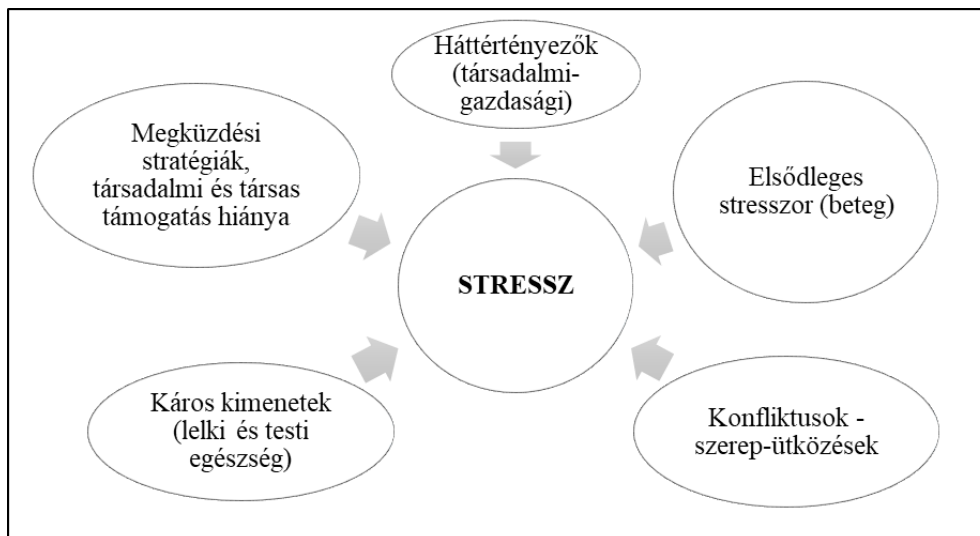 Háttértényezők
(társadalmi-
gazdasági)
Megküzdési
stratégiák,
társadalmi és társas
támogatás hiánya
Elsődleges
stresszor (beteg)
STRESSZ
Káros kimenetek
(lelki és testi
egészség)
Konfliktusok -
szerep-ütközések